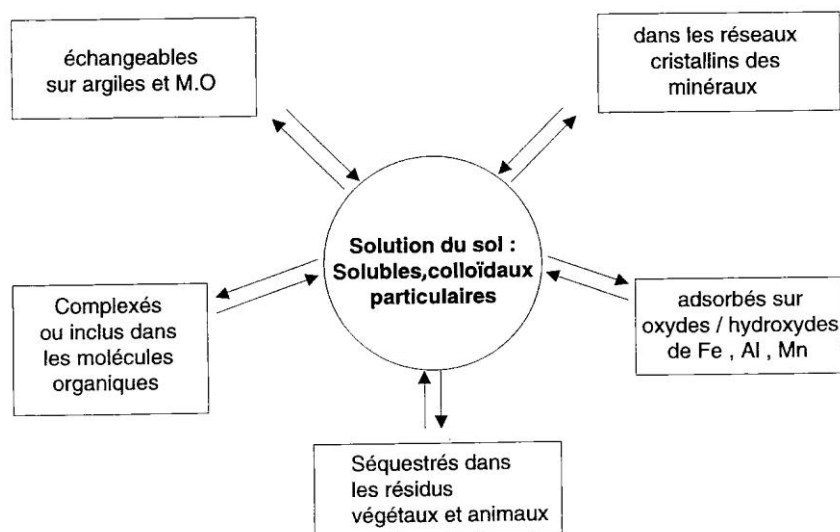 échangeables
sur argiles et M.O
dans les réseaux
cristallins des
minéraux
Solution du sol :
Solubles,colloïdaux
particulaires
Complexés
ou inclus dans
les molécules
organiques
adsorbés sur
oxydes / hydroxydes
de Fe , Al , Mn
Séquestrés dans
les résidus
végétaux et animaux